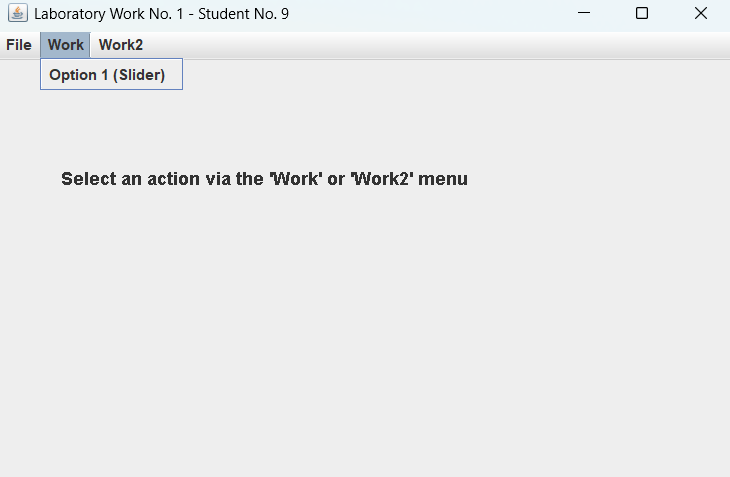 Laboratory Work No. 1 - Student No. 9
File Work Work2
Option 1 (Slider)
Select an action via the 'Work' or 'Work2' menu